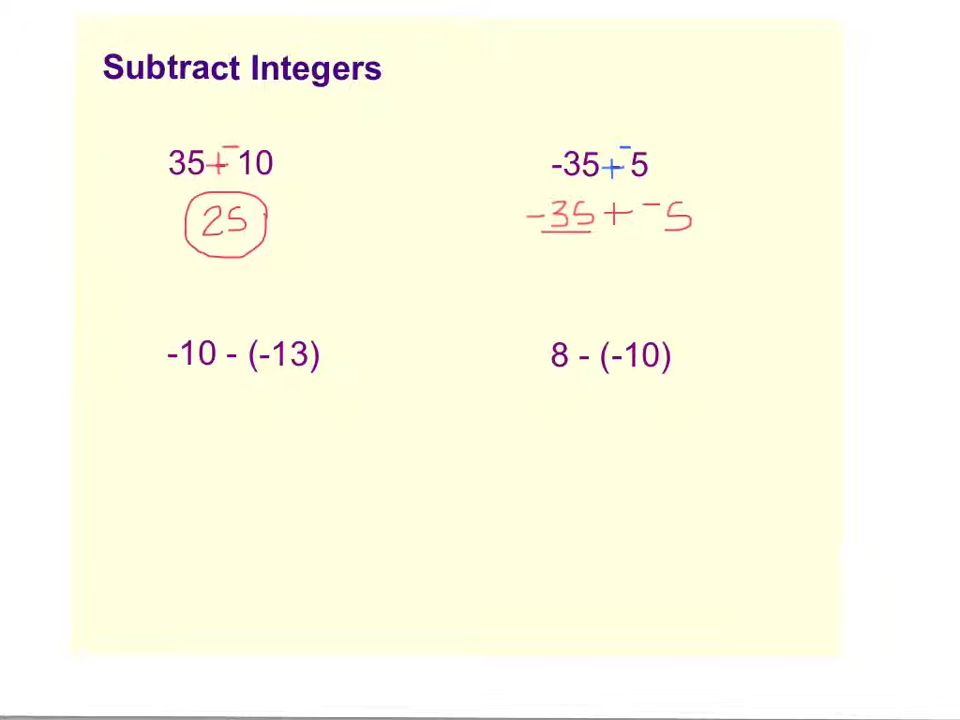 Subtract Integers
35 + ⁻10
-35 + ⁻5
25
-35 + ⁻5
-10 - (-13)
8 - (-10)